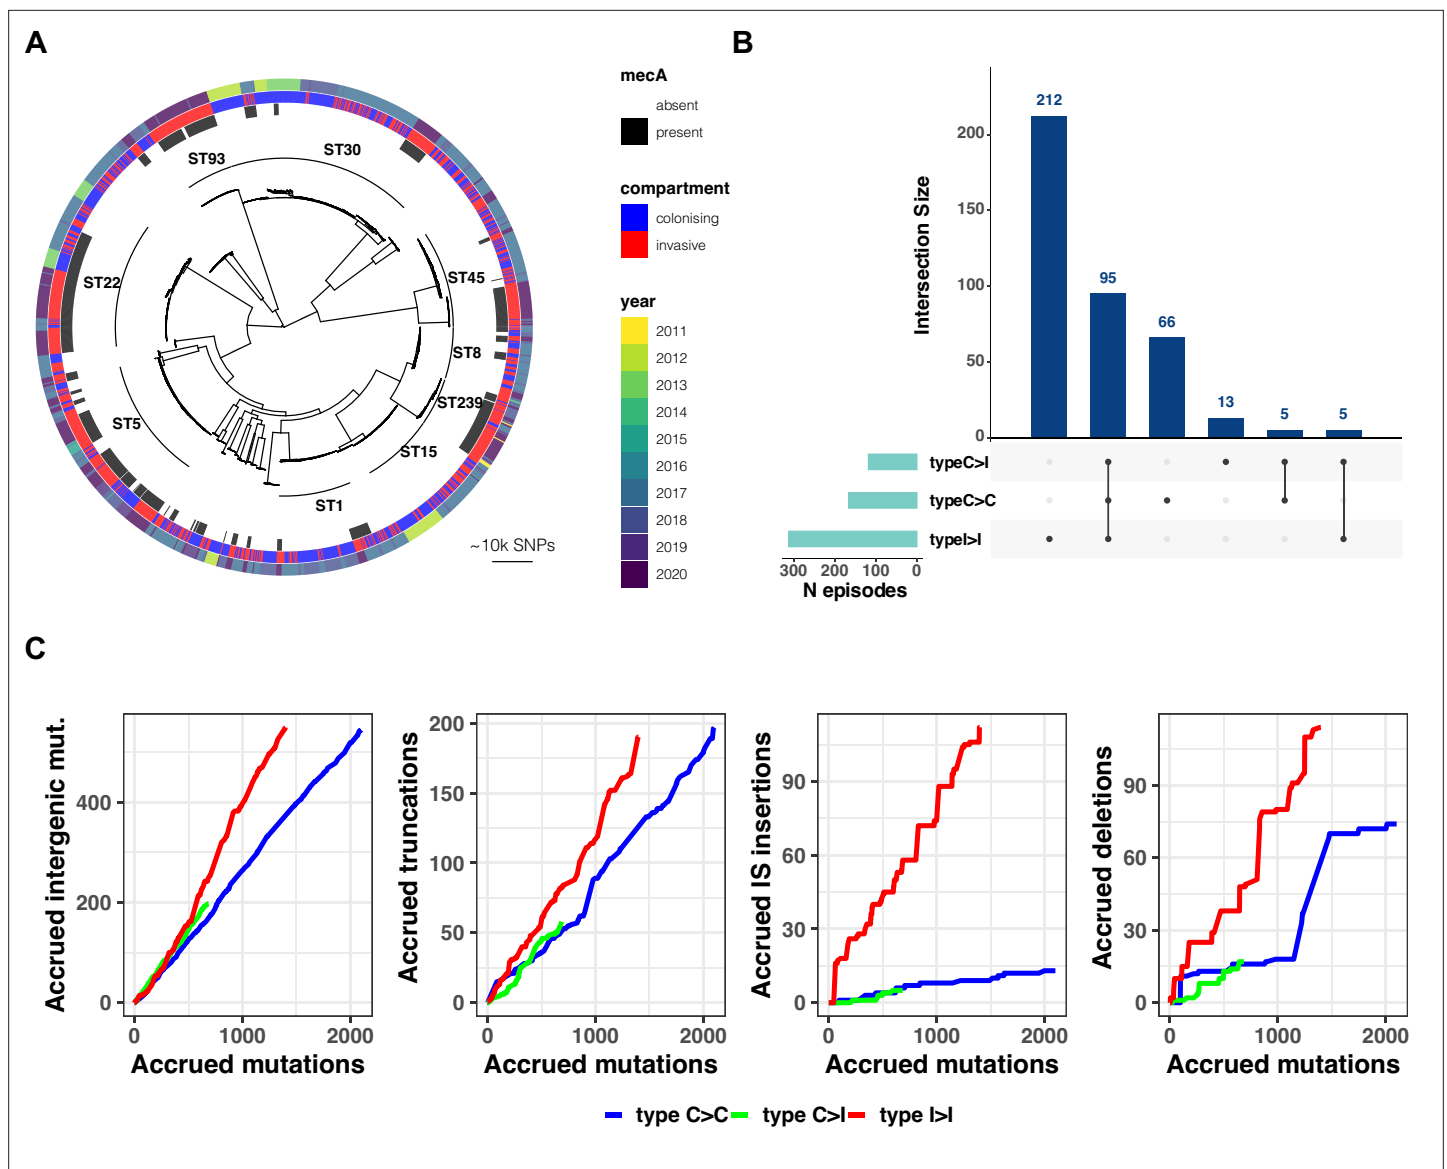 A
B
mecA
absent
present
compartment
colonising
invasive
year
2011
2012
2013
2014
2015
2016
2017
2018
2019
2020
ST93
ST30
ST22
ST45
ST8
ST5
ST239
ST15
ST1
~10k SNPs
Intersection Size
200
150
100
50
0
212
95
66
13
5
5
typeC>I
typeC>C
typeI>I
300 200 100 0
N episodes
C
Accrued intergenic mut.
400
200
0
0 1000 2000
Accrued mutations
Accrued truncations
200
150
100
50
0
0 1000 2000
Accrued mutations
Accrued IS insertions
90
60
30
0
0 1000 2000
Accrued mutations
Accrued deletions
90
60
30
0
0 1000 2000
Accrued mutations
type C>C type C>I type I>I